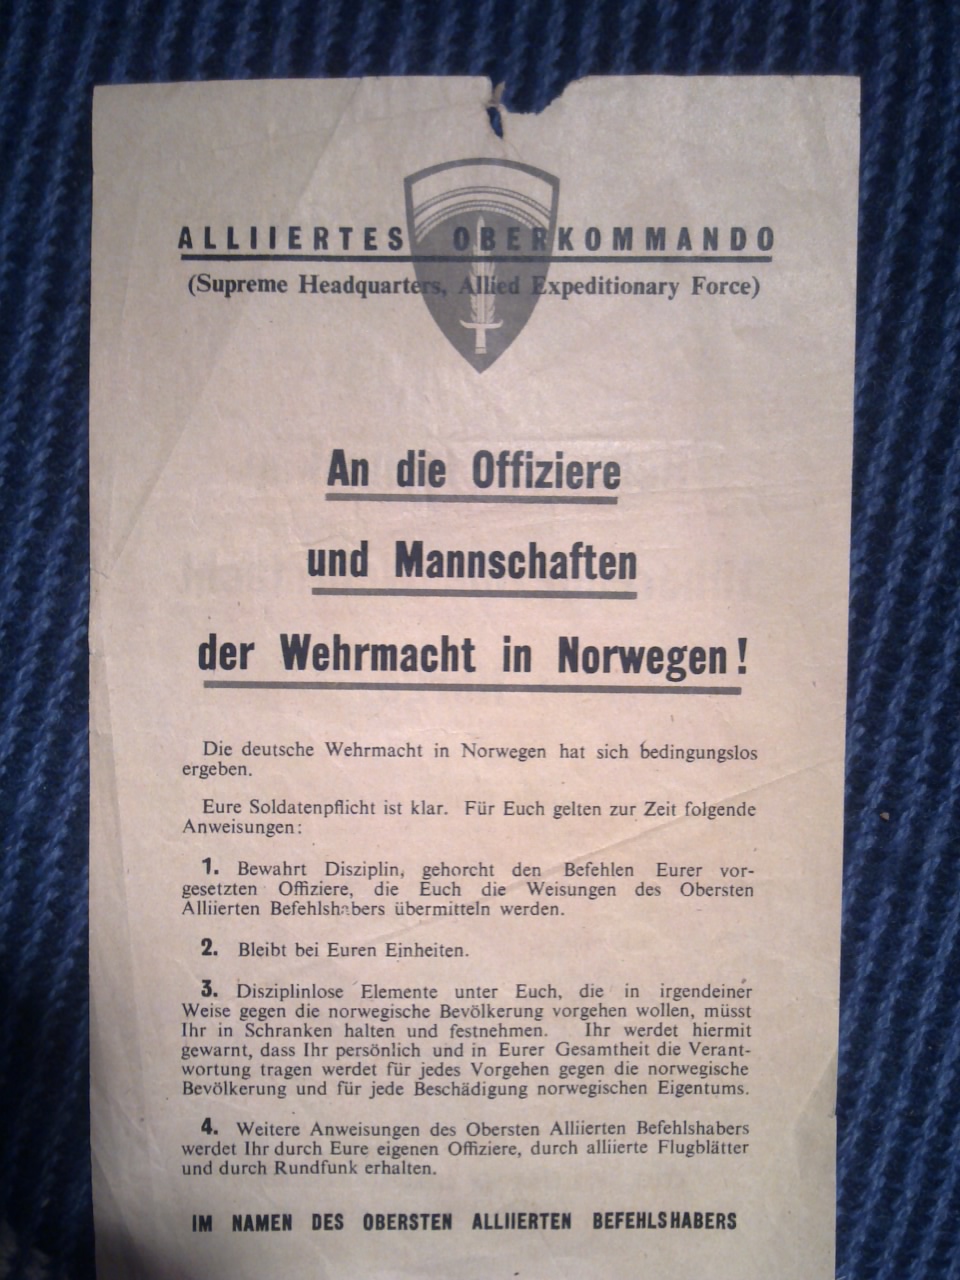 ALLIIERTES OBERKOMMANDO
(Supreme Headquarters, Allied Expeditionary Force)
An die Offiziere
und Mannschaften
der Wehrmacht in Norwegen!
Die deutsche Wehrmacht in Norwegen hat sich bedingungslos
ergeben.
Eure Soldatenpflicht ist klar. Für Euch gelten zur Zeit folgende
Anweisungen:
1. Bewahrt Disziplin, gehorcht den Befehlen Eurer vor-
gesetzten Offiziere, die Euch die Weisungen des Obersten
Alliierten Befehlshabers übermitteln werden.
2. Bleibt bei Euren Einheiten.
3. Disziplinlose Elemente unter Euch, die in irgendeiner
Weise gegen die norwegische Bevölkerung vorgehen wollen, müsst
Ihr in Schranken halten und festnehmen. Ihr werdet hiermit
gewarnt, dass Ihr persönlich und in Eurer Gesamtheit die Verant-
wortung tragen werdet für jedes Vorgehen gegen die norwegische
Bevölkerung und für jede Beschädigung norwegischen Eigentums.
4. Weitere Anweisungen des Obersten Alliierten Befehlshabers
werdet Ihr durch Eure eigenen Offiziere, durch alliierte Flugblätter
und durch Rundfunk erhalten.
IM NAMEN DES OBERSTEN ALLIIERTEN BEFEHLSHABERS